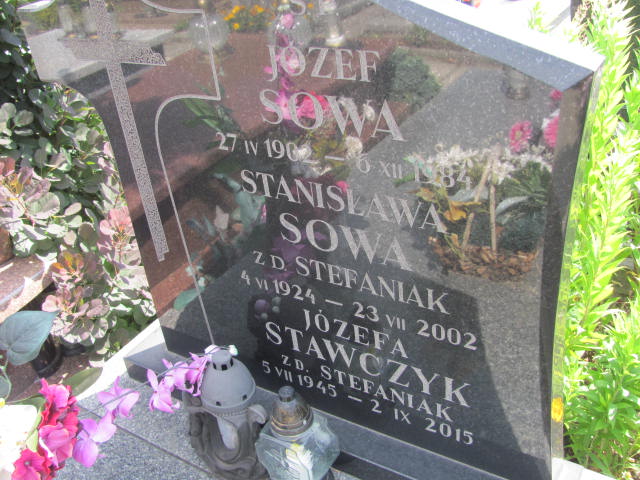 JÓZEF
SOWA
27 IV 1902 – 6 XII 1984
STANISŁAWA
SOWA
Z D. STEFANIAK
4 VI 1924 – 23 VII 2002
JÓZEFA
STAWCZYK
Z D. STEFANIAK
5 VII 1945 – 2 IX 2015